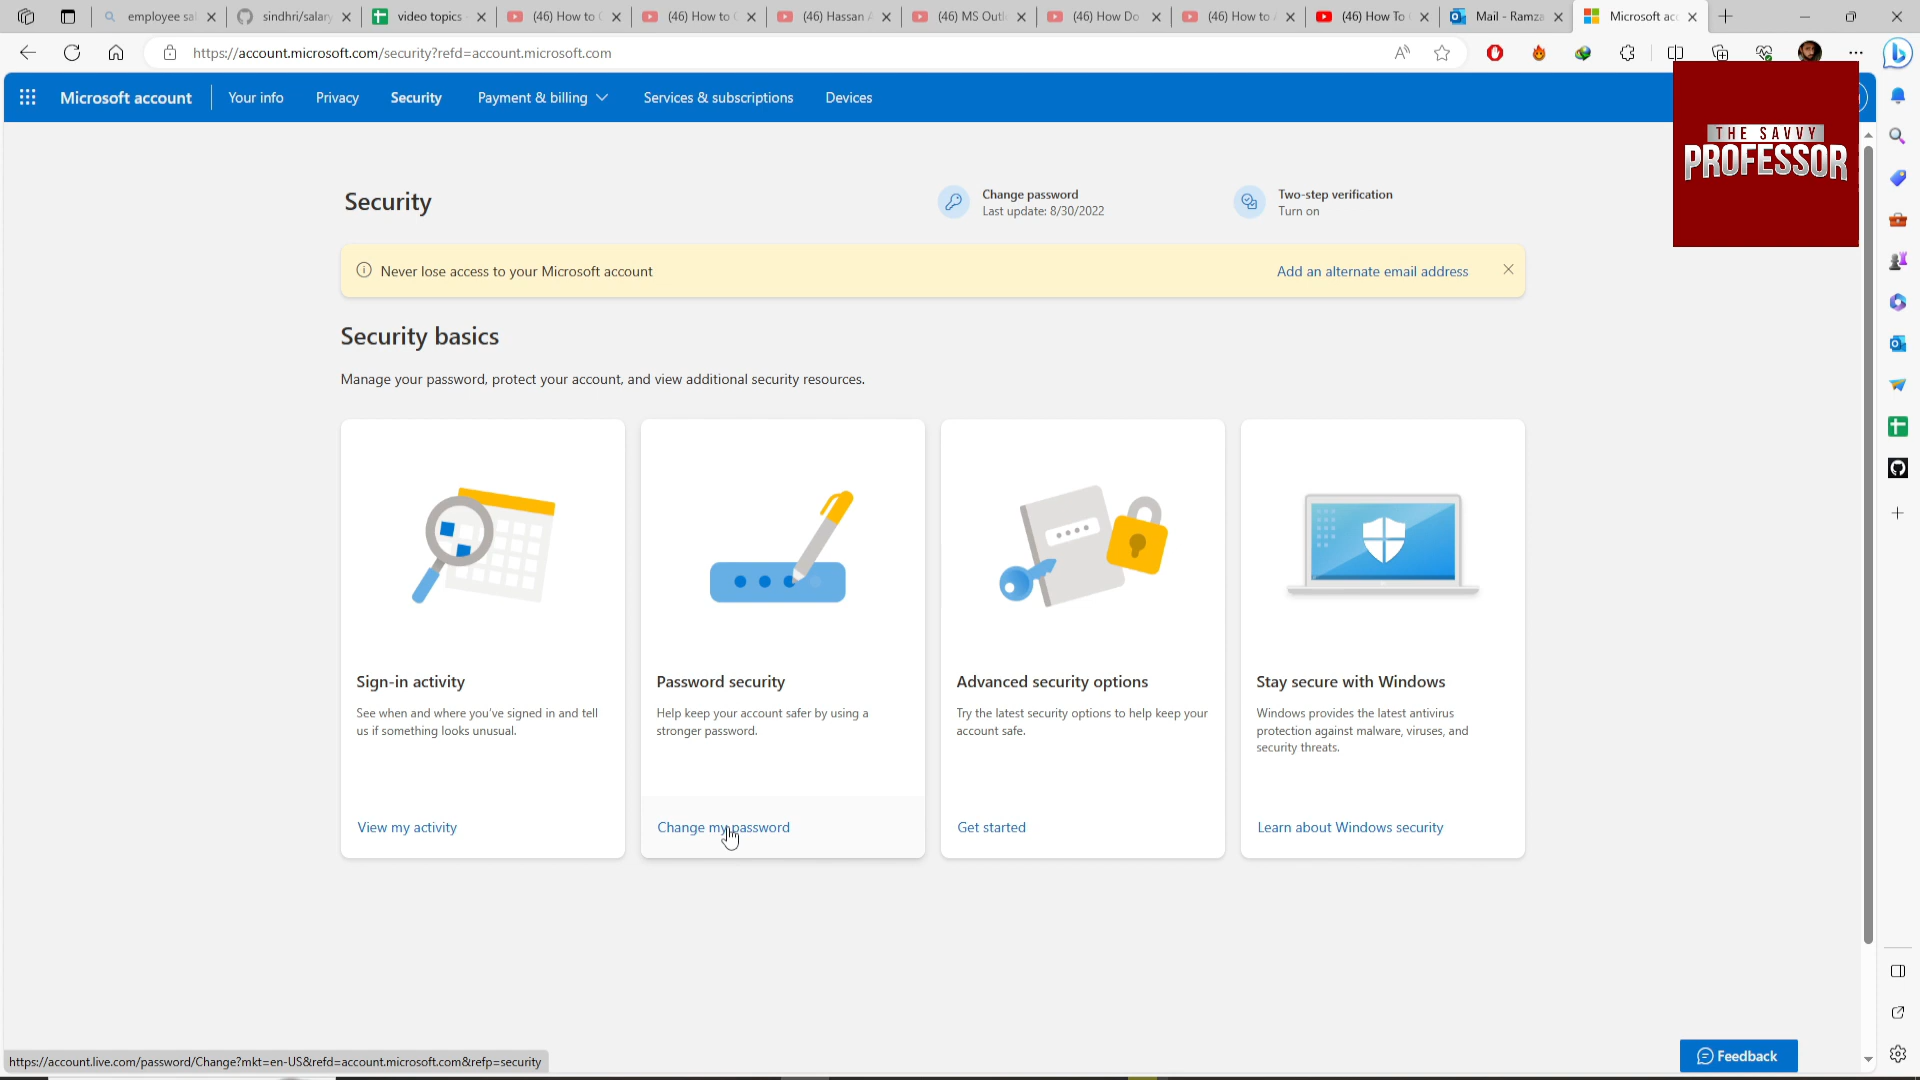 employee sa
sindhri/salary
video topics
(46) How to
(46) How to
(46) Hassan
(46) MS Outl
(46) How Do
(46) How to
(46) How To
Mail - Ramza
Microsoft ac
https://account.microsoft.com/security?refd=account.microsoft.com
Microsoft account
Your info
Privacy
Security
Payment & billing
Services & subscriptions
Devices
THE SAVVY
PROFESSOR
Security
Change password
Last update: 8/30/2022
Two-step verification
Turn on
Never lose access to your Microsoft account
Add an alternate email address
Security basics
Manage your password, protect your account, and view additional security resources.
Sign-in activity
See when and where you've signed in and tell
us if something looks unusual.
View my activity
Password security
Help keep your account safer by using a
stronger password.
Change my password
Advanced security options
Try the latest security options to help keep your
account safe.
Get started
Stay secure with Windows
Windows provides the latest antivirus
protection against malware, viruses, and
security threats.
Learn about Windows security
https://account.live.com/password/Change?mkt=en-US&refd=account.microsoft.com&refp=security
Feedback